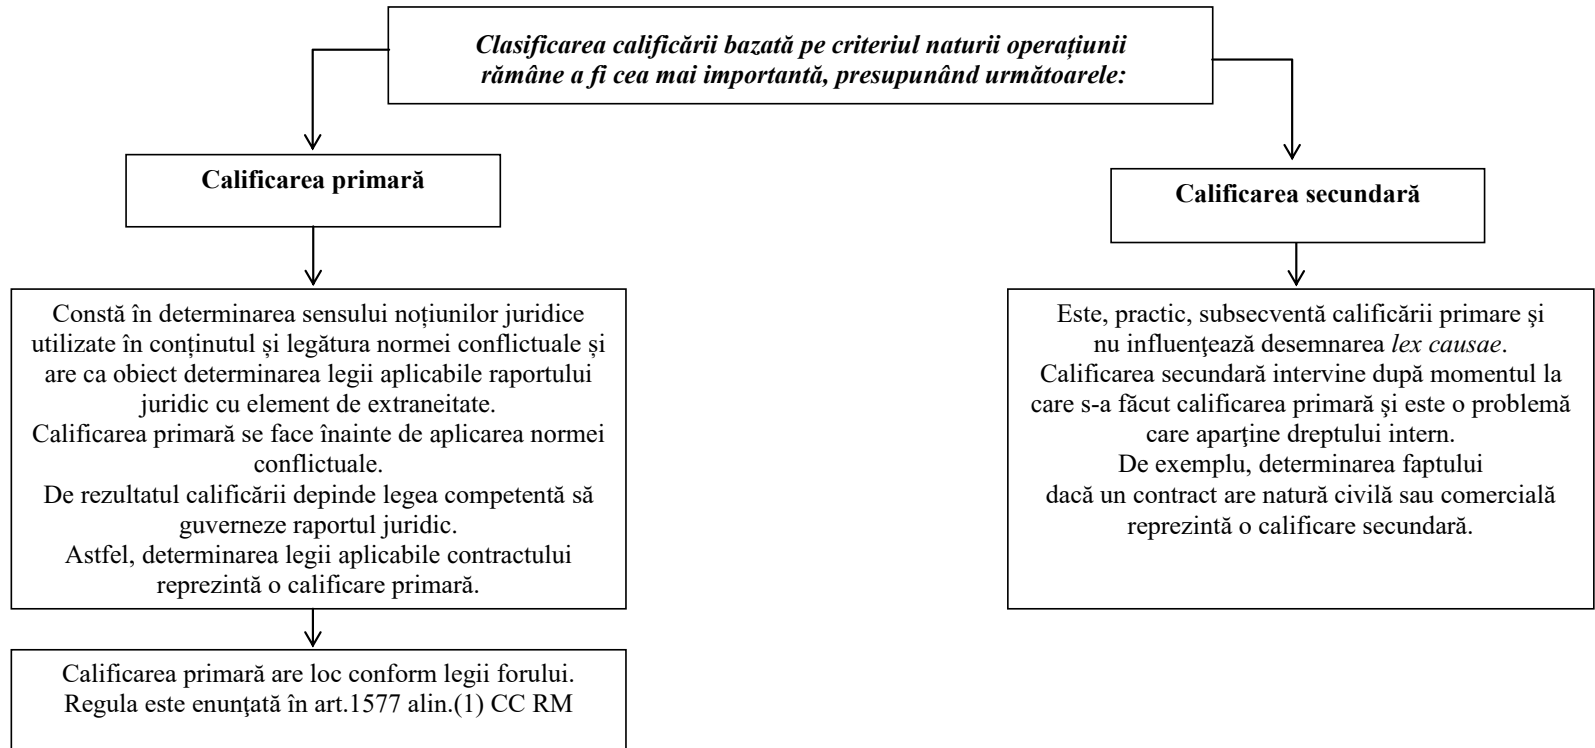 Clasificarea calificării bazată pe criteriul naturii operațiunii
rămâne a fi cea mai importantă, presupunând următoarele:
Calificarea primară
Calificarea secundară
Constă în determinarea sensului noțiunilor juridice
utilizate în conținutul și legătura normei conflictuale și
are ca obiect determinarea legii aplicabile raportului
juridic cu element de extraneitate.
Calificarea primară se face înainte de aplicarea normei
conflictuale.
De rezultatul calificării depinde legea competentă să
guverneze raportul juridic.
Astfel, determinarea legii aplicabile contractului
reprezintă o calificare primară.
Este, practic, subsecventă calificării primare şi
nu influenţează desemnarea lex causae.
Calificarea secundară intervine după momentul la
care s-a făcut calificarea primară şi este o problemă
care aparţine dreptului intern.
De exemplu, determinarea faptului
dacă un contract are natură civilă sau comercială
reprezintă o calificare secundară.
Calificarea primară are loc conform legii forului.
Regula este enunţată în art.1577 alin.(1) CC RM